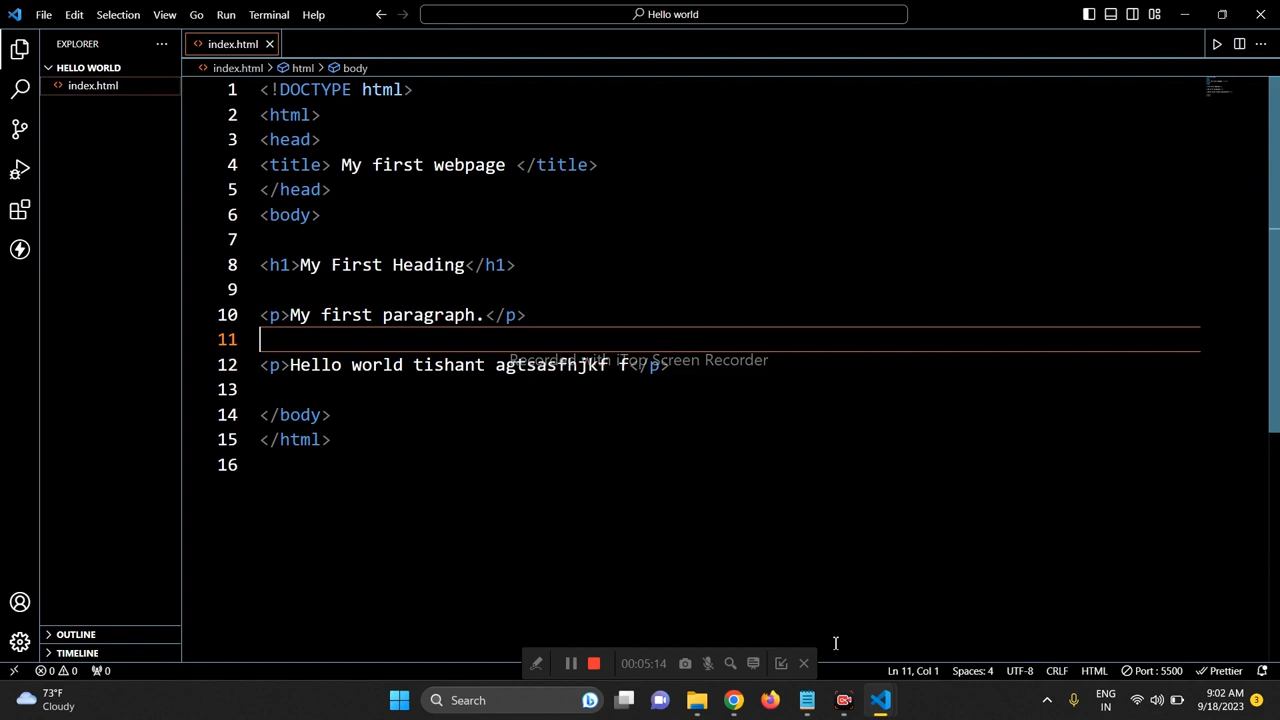 File Edit Selection View Go Run Terminal Help
Hello world
EXPLORER
index.html
HELLO WORLD
index.html
index.html html body
1 <!DOCTYPE html>
2 <html>
3 <head>
4 <title> My first webpage </title>
5 </head>
6 <body>
7
8 <h1>My First Heading</h1>
9
10 <p>My first paragraph.</p>
11
Recorded with iTop Screen Recorder
12 <p>Hello world tishant agtsasfhjkf f</p>
13
14 </body>
15 </html>
16
OUTLINE
TIMELINE
00:05:14
0 0 0
Ln 11, Col 1 Spaces: 4 UTF-8 CRLF HTML Port : 5500 Prettier
73°F
Cloudy
Search
ENG
IN
9:02 AM
9/18/2023
3